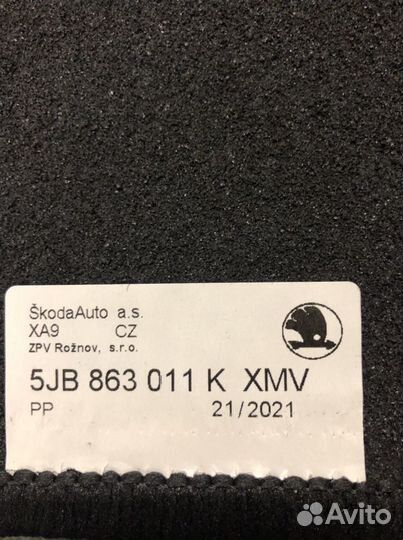 ŠkodaAuto a.s.
XA9 CZ
ZPV Rožnov, s.r.o.
5JB 863 011 K XMV
PP 21/2021
Avito